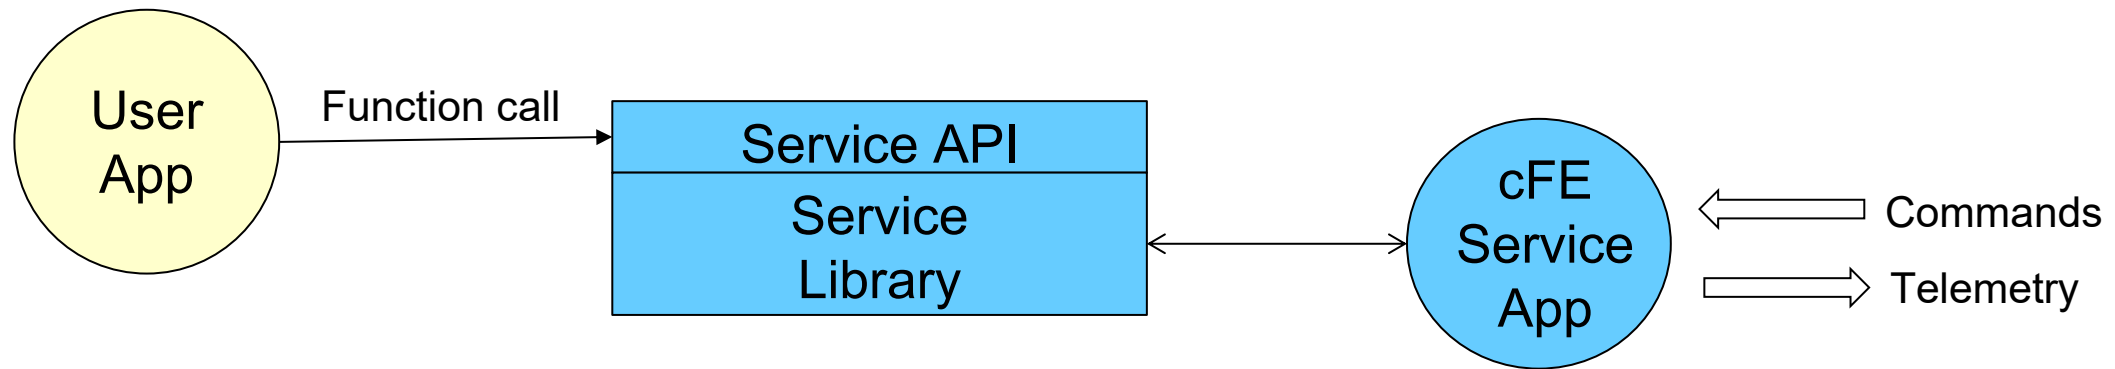 User
App
Function call
Service API
Service
Library
cFE
Service
App
Commands
Telemetry